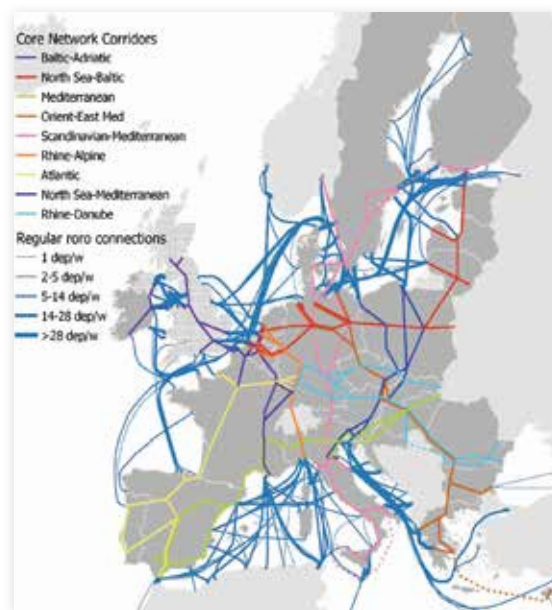 Core Network Corridors
Baltic-Adriatic
North Sea-Baltic
Mediterranean
Orient-East Med
Scandinavian-Mediterranean
Rhine-Alpine
Atlantic
North Sea-Mediterranean
Rhine-Danube
Regular roro connections
1 dep/w
2-5 dep/w
5-14 dep/w
14-28 dep/w
>28 dep/w